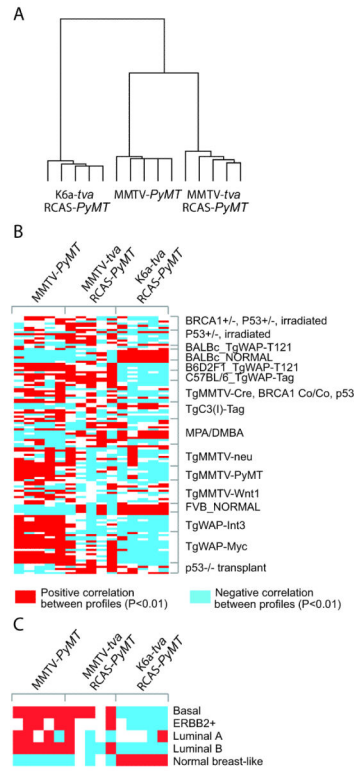 A
K6a-tva
RCAS-PyMT
MMTV-PyMT
MMTV-tva
RCAS-PyMT
B
MMTV-PyMT
MMTV-tva
RCAS-PyMT
K6a-tva
RCAS-PyMT
BRCA1+/-, P53+/-, irradiated
P53+/-, irradiated
BALBc_TgWAP-T121
BALBc_NORMAL
B6D2F1_TgWAP-T121
C57BL/6_TgWAP-Tag
TgMMTV-Cre, BRCA1 Co/Co, p53
TgC3(I)-Tag
MPA/DMBA
TgMMTV-neu
TgMMTV-PyMT
TgMMTV-Wnt1
FVB_NORMAL
TgWAP-Int3
TgWAP-Myc
p53-/- transplant
Positive correlation
between profiles (P<0.01)
Negative correlation
between profiles (P<0.01)
C
MMTV-PyMT
MMTV-tva
RCAS-PyMT
K6a-tva
RCAS-PyMT
Basal
ERBB2+
Luminal A
Luminal B
Normal breast-like